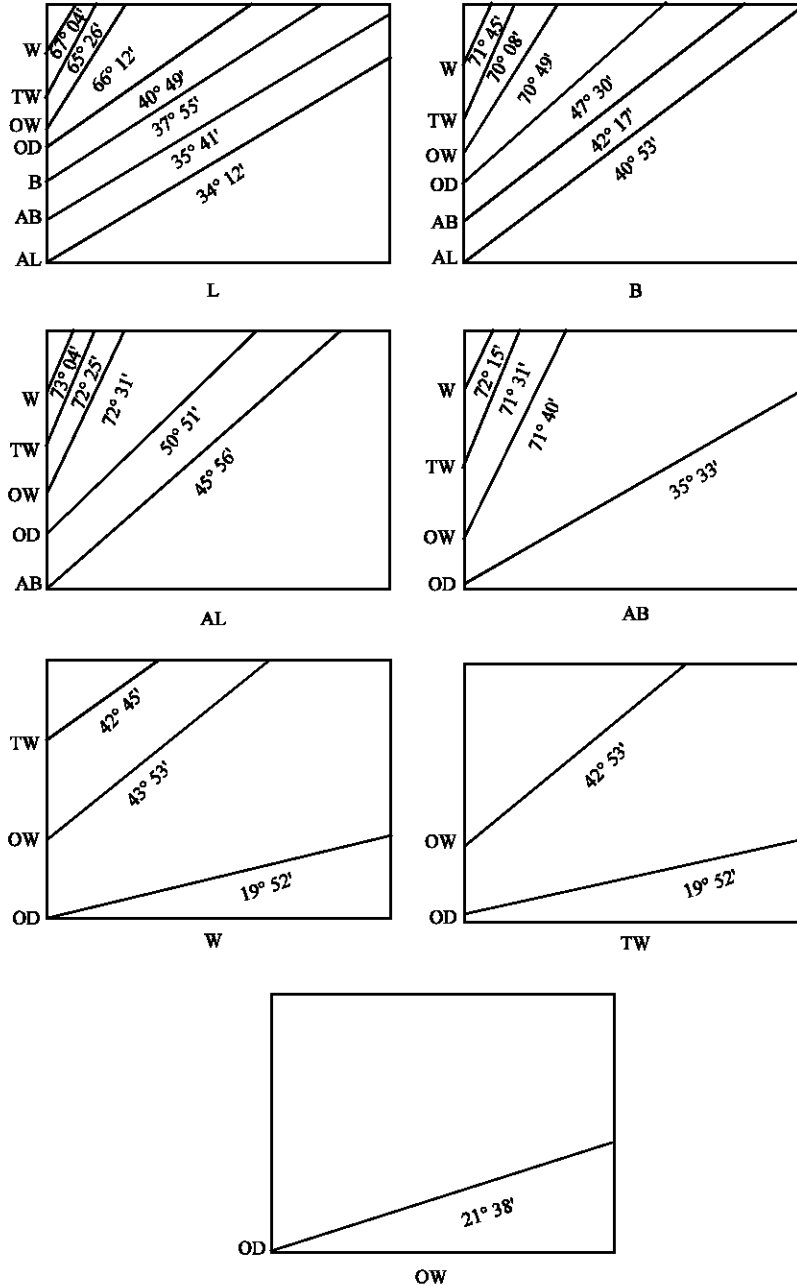 W
TW
OW
OD
B
AB
AL
67° 04'
65° 26'
66° 12'
40° 49'
37° 55'
35° 41'
34° 12'
L
W
TW
OW
OD
AB
AL
71° 45'
70° 08'
70° 49'
47° 30'
42° 17'
40° 53'
B
W
TW
OW
OD
AB
73° 04'
72° 25'
72° 31'
50° 51'
45° 56'
AL
W
TW
OW
OD
72° 15'
71° 31'
71° 40'
35° 33'
AB
TW
OW
OD
42° 45'
43° 53'
19° 52'
W
OW
OD
42° 53'
19° 52'
TW
OD
21° 38'
OW